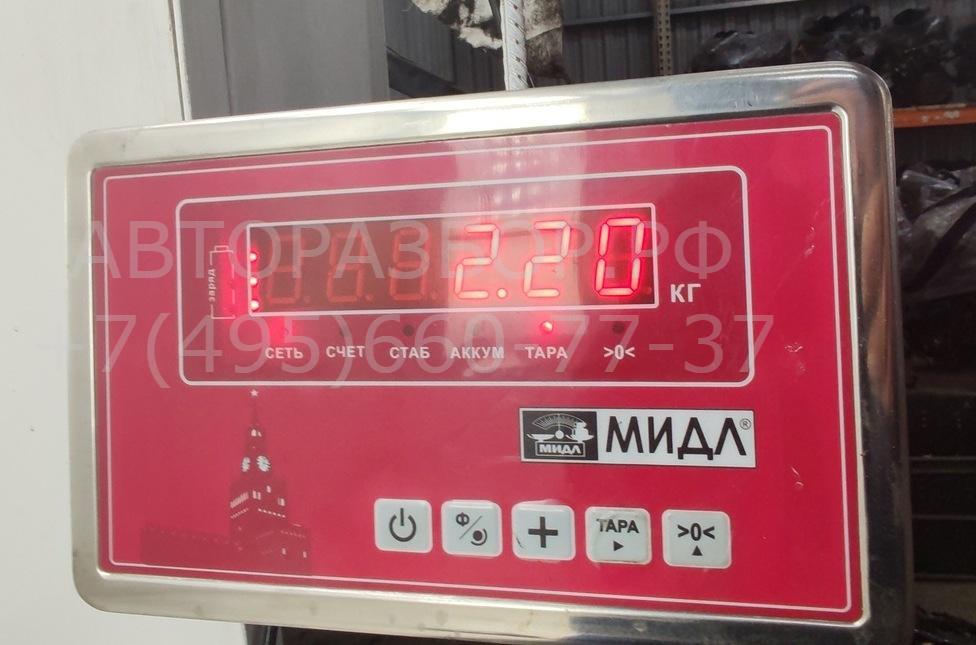 АВТОРАЗБОР.РФ
заряд
2.20
КГ
+7(495)660-77-37
СЕТЬ СЧЕТ СТАБ АККУМ ТАРА >0<
МИДЛ МИДЛ®
Ф ТАРА >0<